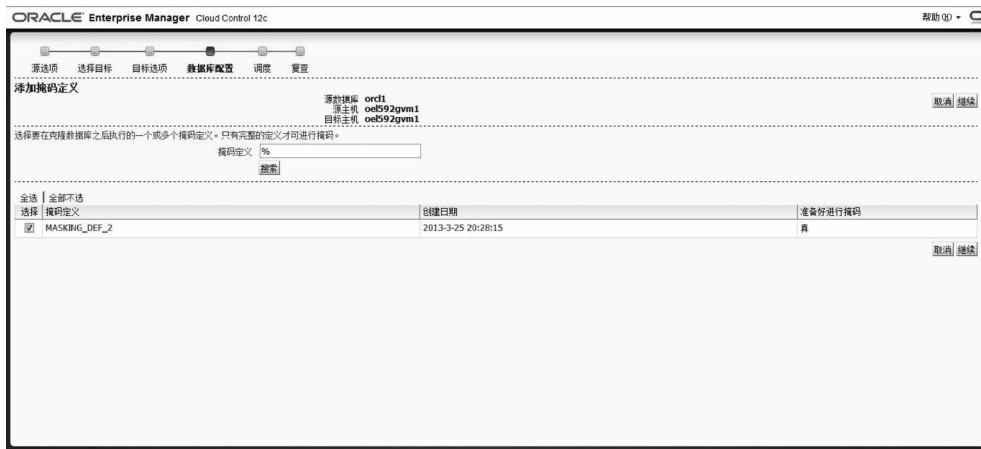 ORACLE Enterprise Manager Cloud Control 12c
帮助(H)
源选项 选择目标 目标选项 数据库配置 调度 复查
添加掩码定义
源数据库 orcl1
源主机 oel592gvm1
目标主机 oel592gvm1
取消 继续
选择要在克隆数据库之后执行的一个或多个掩码定义。只有完整的定义才可进行掩码。
掩码定义 %
搜索
全选 | 全部不选
选择 掩码定义 创建日期 准备好进行掩码
MASKING_DEF_2 2013-3-25 20:28:15 真
取消 继续